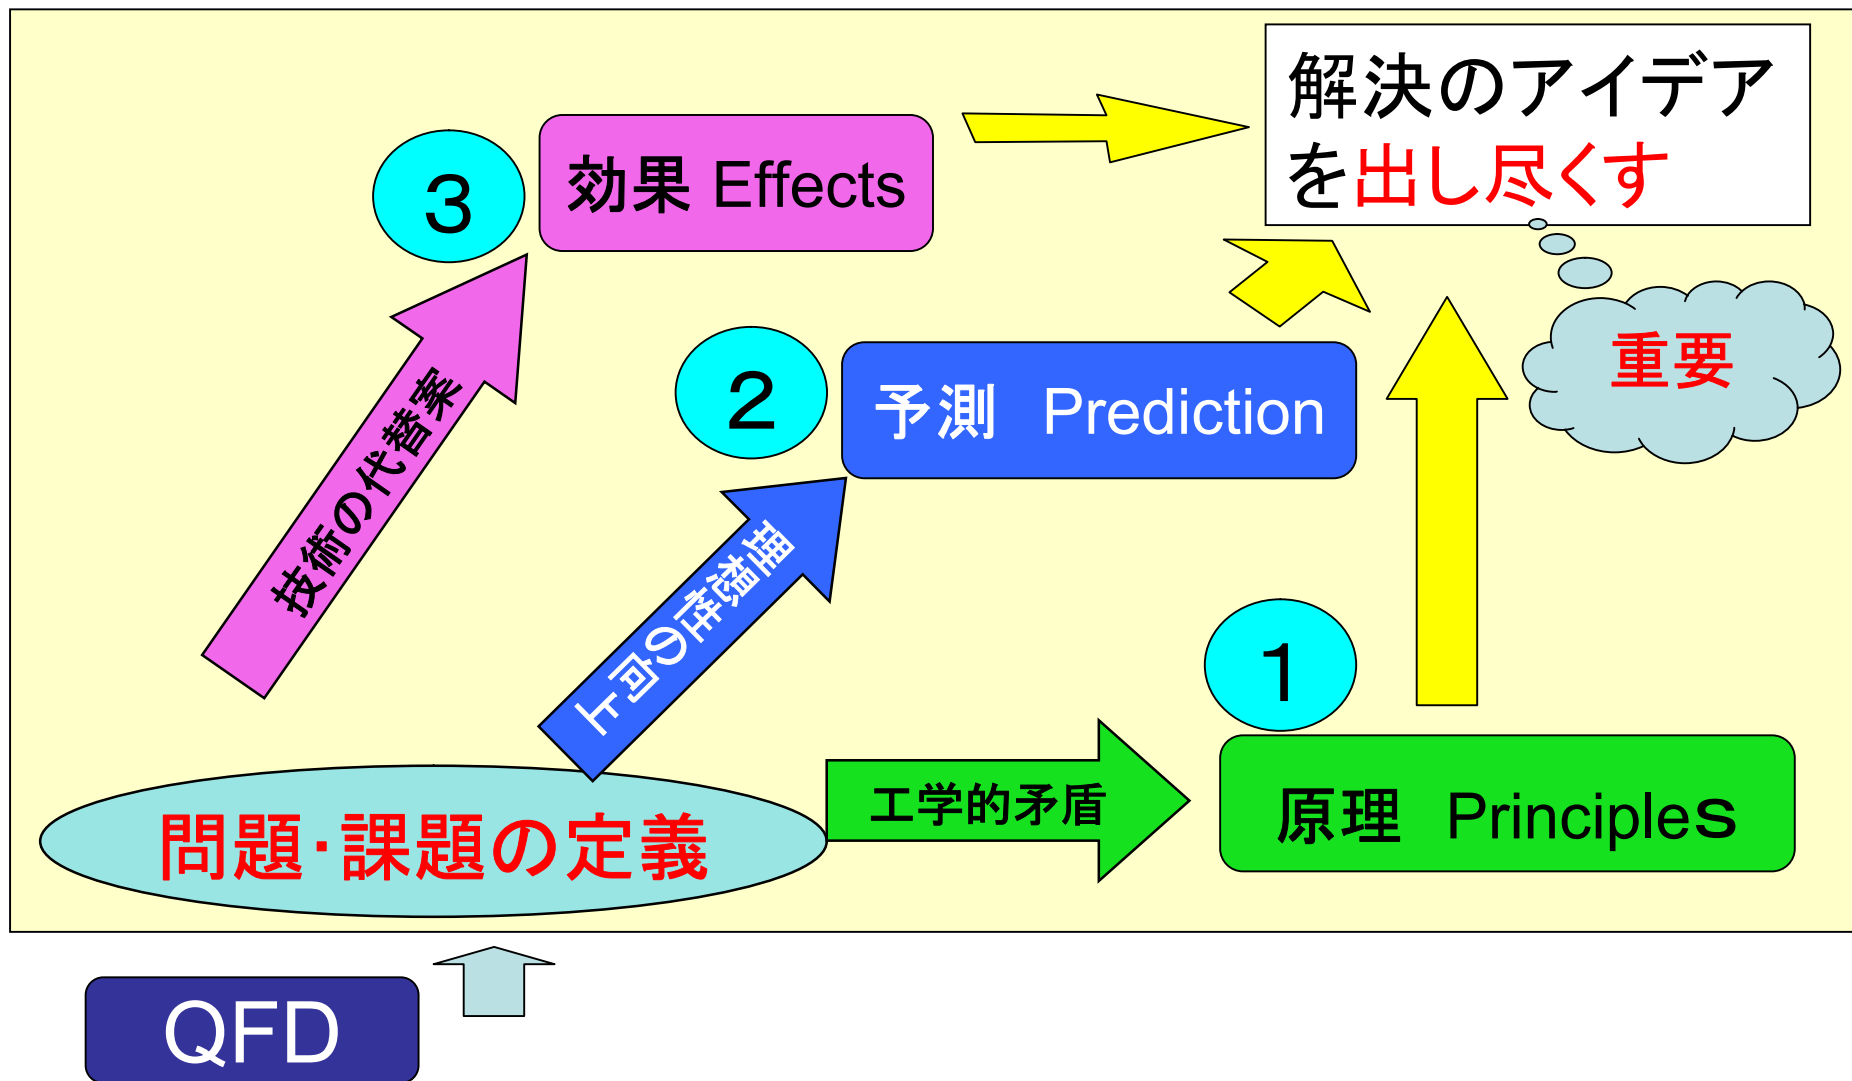 解決のアイデア
を出し尽くす
3
効果 Effects
重要
2
予測 Prediction
技術の代替案
理想性の向上
1
工学的矛盾
原理 Principles
問題･課題の定義
QFD